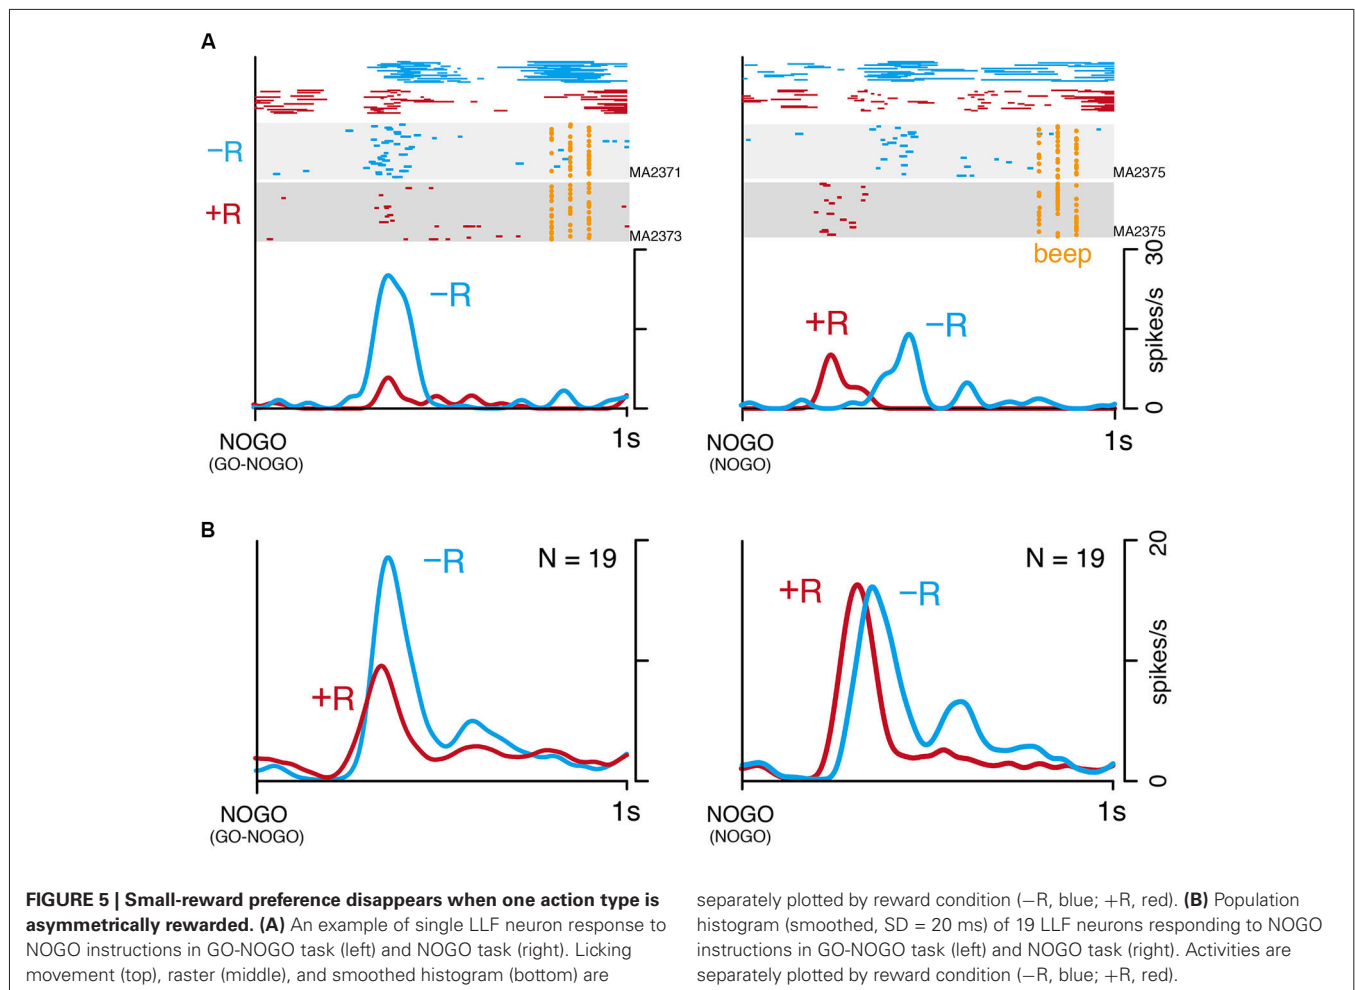 A
−R
MA2371
+R
MA2373
−R
NOGO
(GO-NOGO)
1s
MA2375
MA2375
beep
30
+R
−R
spikes/s
0
NOGO
(NOGO)
1s
B
−R
N = 19
+R
NOGO
(GO-NOGO)
1s
N = 19
20
+R
−R
spikes/s
0
NOGO
(NOGO)
1s
FIGURE 5 | Small-reward preference disappears when one action type is
asymmetrically rewarded. (A) An example of single LLF neuron response to
NOGO instructions in GO-NOGO task (left) and NOGO task (right). Licking
movement (top), raster (middle), and smoothed histogram (bottom) are
separately plotted by reward condition (−R, blue; +R, red). (B) Population
histogram (smoothed, SD = 20 ms) of 19 LLF neurons responding to NOGO
instructions in GO-NOGO task (left) and NOGO task (right). Activities are
separately plotted by reward condition (−R, blue; +R, red).